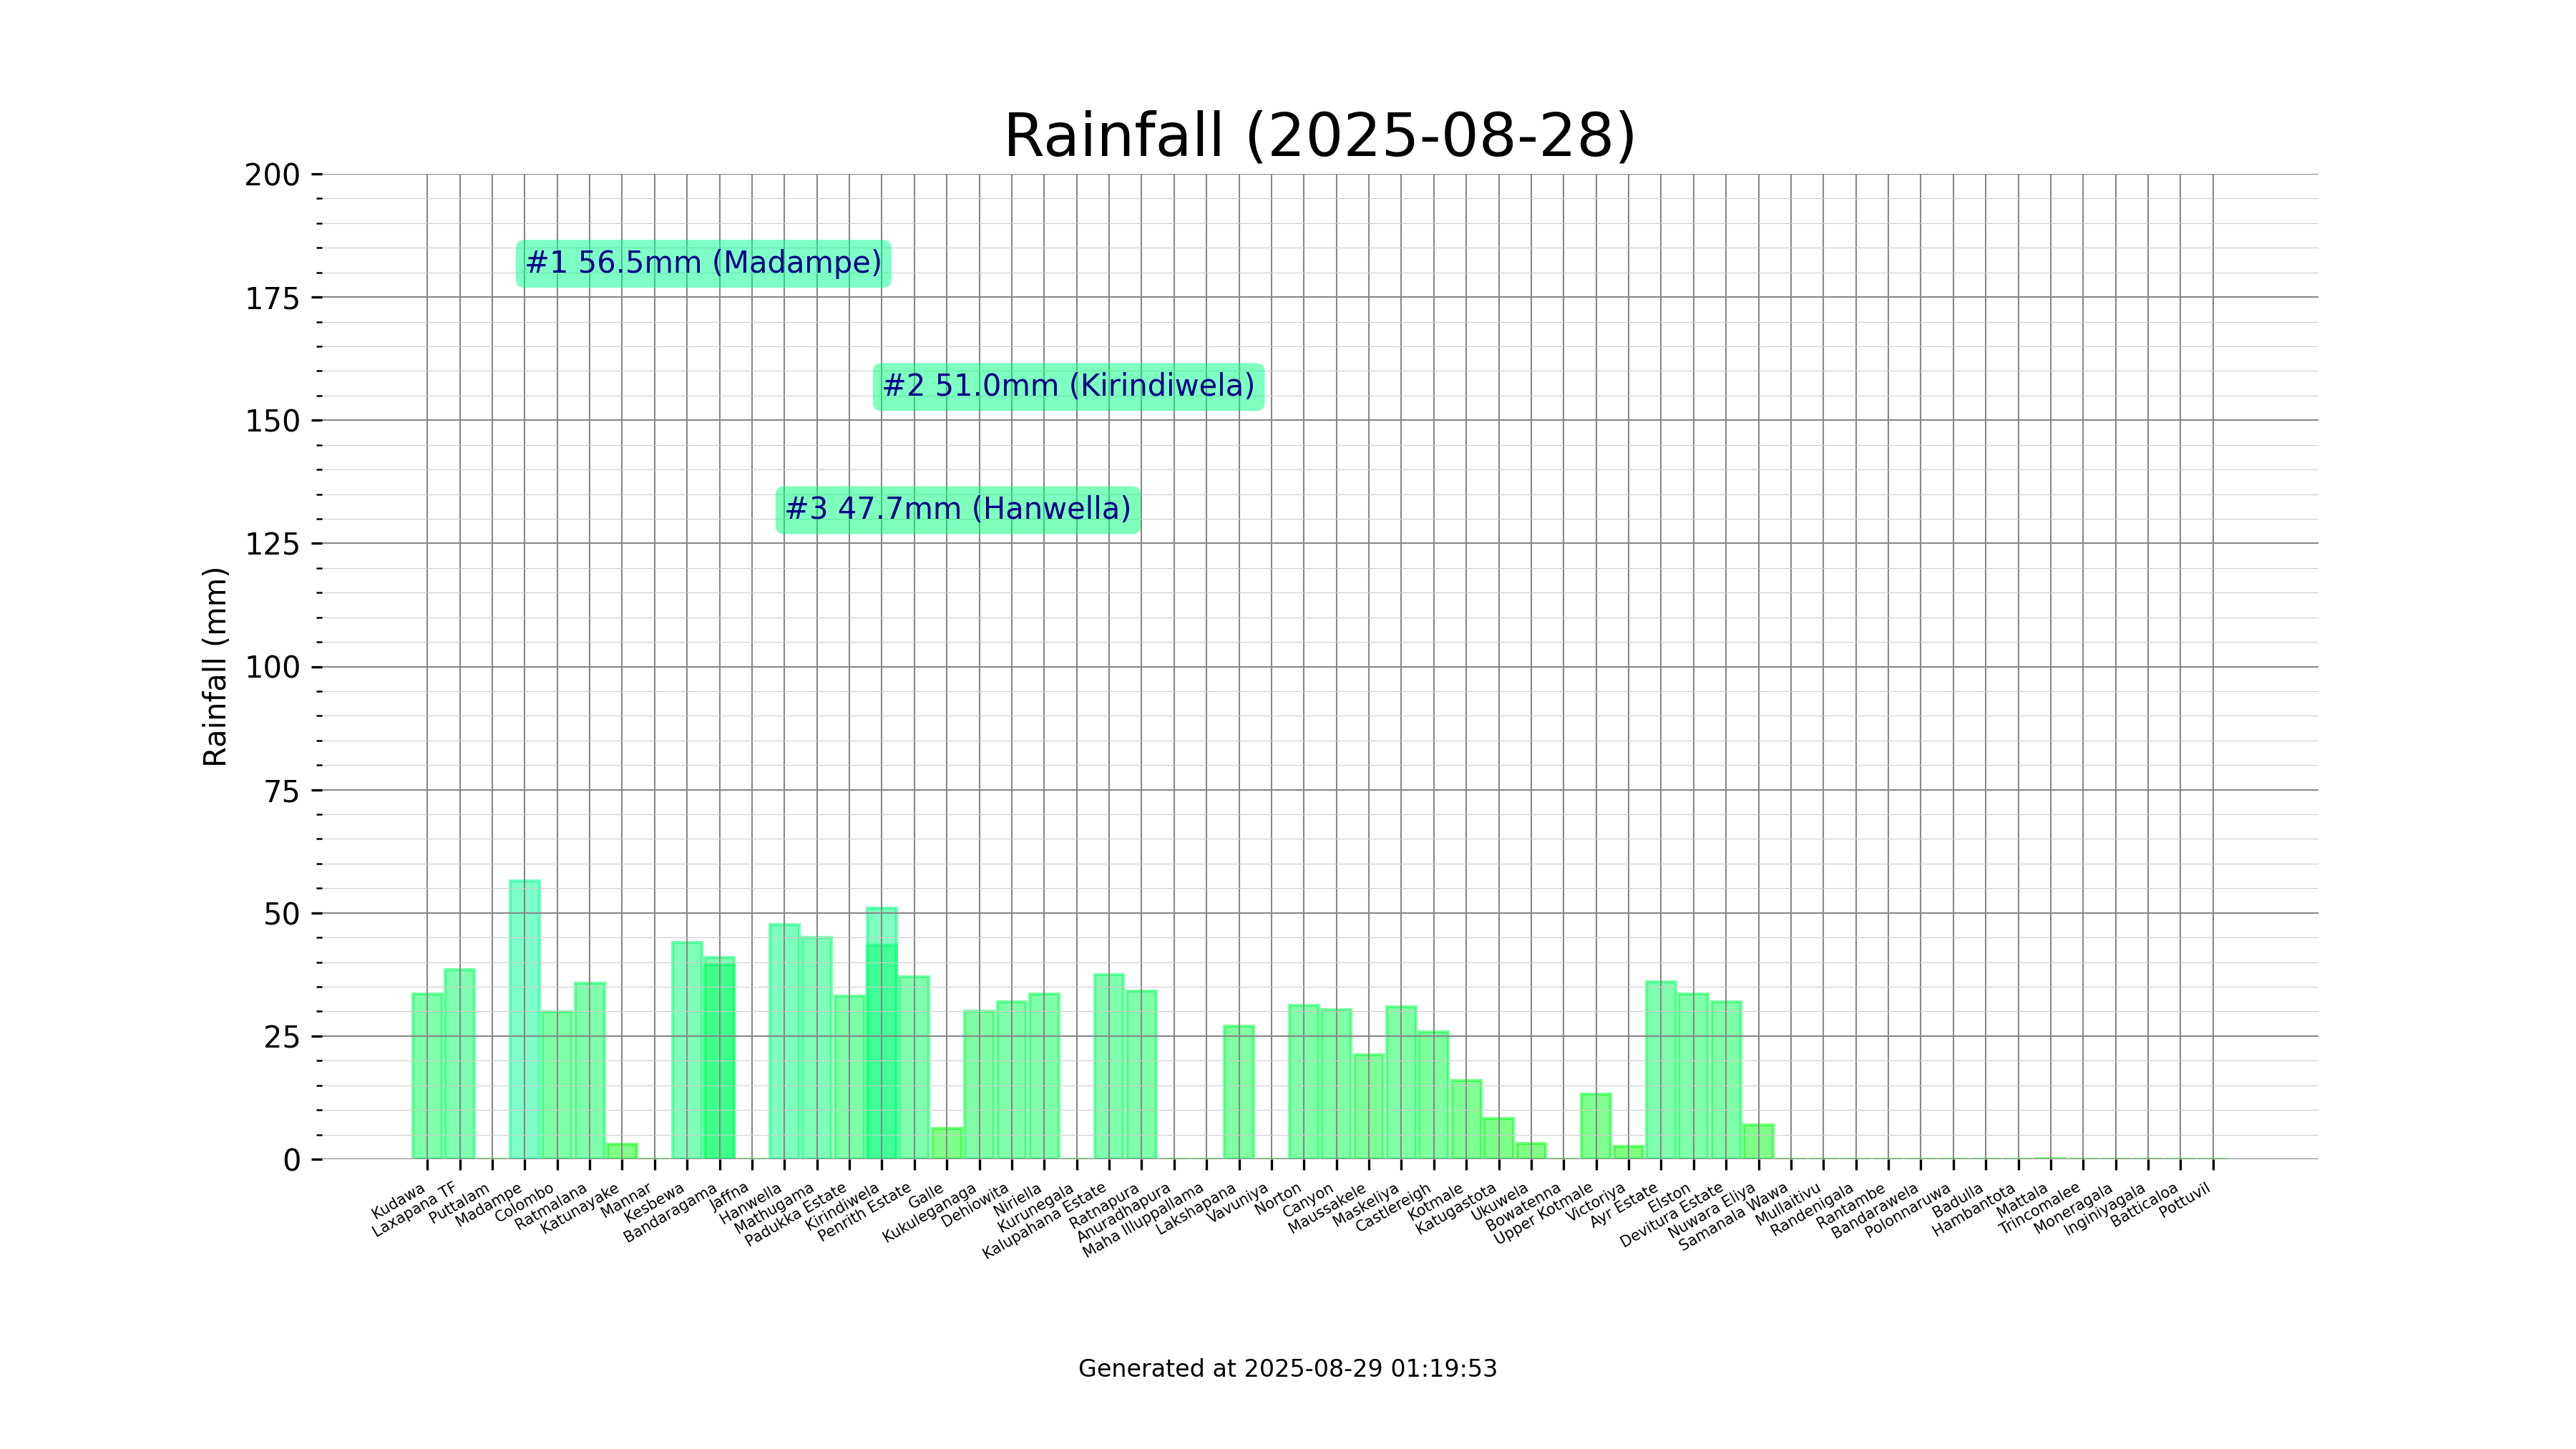 Rainfall (2025-08-28)
Rainfall (mm)
200
175
150
125
100
75
50
25
0
#1 56.5mm (Madampe)
#2 51.0mm (Kirindiwela)
#3 47.7mm (Hanwella)
Kudawa
Laxapana TF
Puttalam
Madampe
Colombo
Ratmalana
Katunayake
Mannar
Kesbewa
Bandaragama
Jaffna
Hanwella
Mathugama
Padukka Estate
Kirindiwela
Penrith Estate
Galle
Kukuleganaga
Dehiowita
Niriella
Kurunegala
Kalupahana Estate
Ratnapura
Anuradhapura
Maha Illuppallama
Lakshapana
Vavuniya
Norton
Canyon
Maussakele
Maskeliya
Castlereigh
Kotmale
Katugastota
Ukuwela
Bowatenna
Upper Kotmale
Victoriya
Ayr Estate
Elston
Devitura Estate
Nuwara Eliya
Samanala Wawa
Mullaitivu
Randenigala
Rantambe
Bandarawela
Polonnaruwa
Badulla
Hambantota
Mattala
Trincomalee
Moneragala
Inginiyagala
Batticaloa
Pottuvil
Generated at 2025-08-29 01:19:53